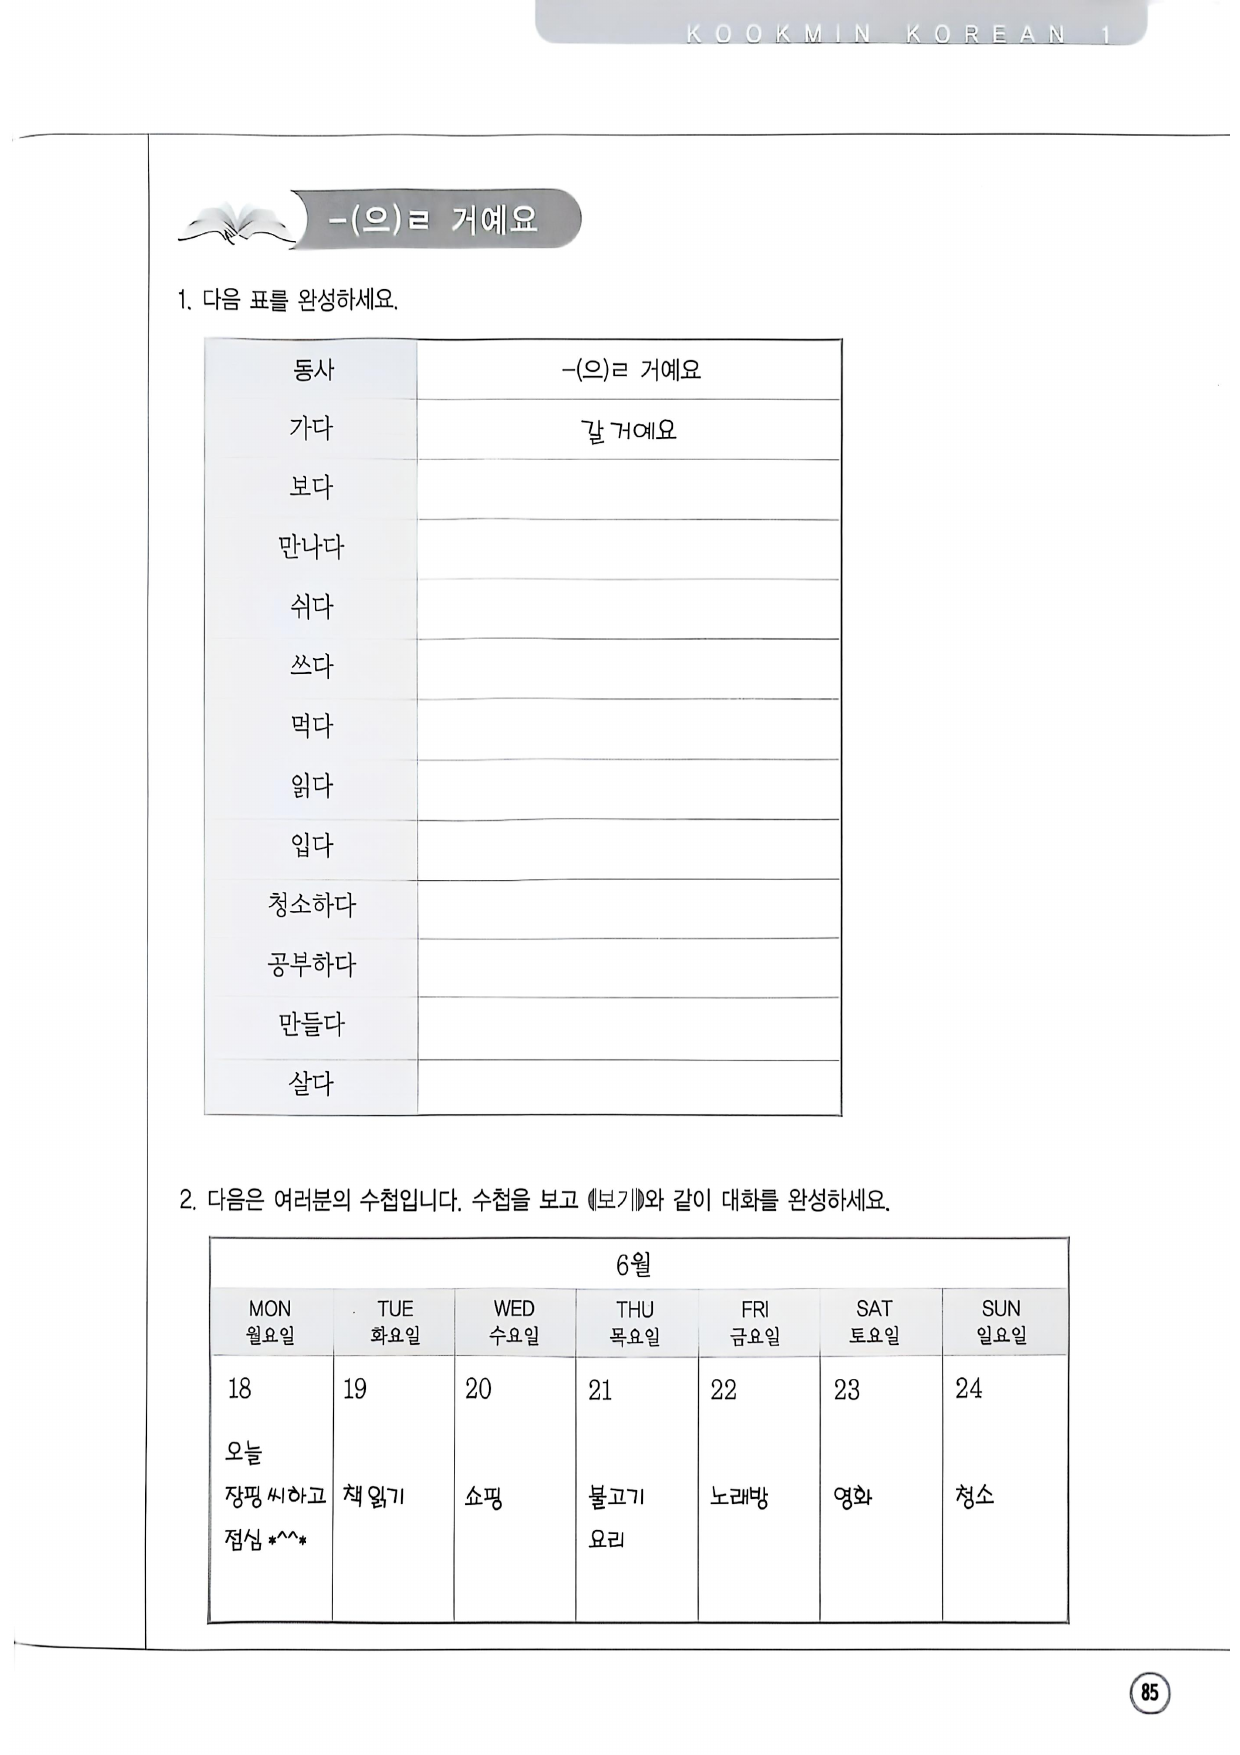 KOOKMIN KOREAN 1
-(으)ㄹ 거예요
1. 다음 표를 완성하세요.
동사 -(으)ㄹ 거예요
가다 갈 거예요
보다
만나다
쉬다
쓰다
먹다
읽다
입다
청소하다
공부하다
만들다
살다
2. 다음은 여러분의 수첩입니다. 수첩을 보고 《보기》와 같이 대화를 완성하세요.
6월
MON TUE WED THU FRI SAT SUN
월요일 화요일 수요일 목요일 금요일 토요일 일요일
18 19 20 21 22 23 24
오늘
장핑 씨하고 책 읽기 쇼핑 불고기 노래방 영화 청소
점심 *^^* 요리
85